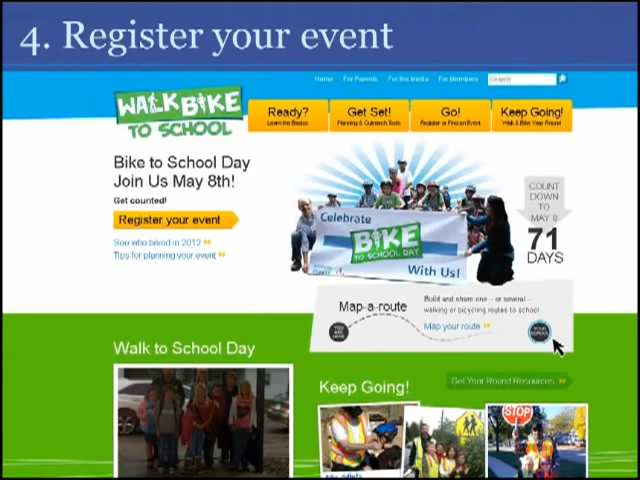 4. Register your event
Home For Parents For the Media For Members Search
WALK BIKE
TO SCHOOL
Ready?
Learn the Basics
Get Set!
Planning & Outreach Tools
Go!
Register or Find an Event
Keep Going!
Walk & Bike Year Round
Bike to School Day
Join Us May 8th!
Get counted!
Register your event
See who biked in 2012
Tips for planning your event
Celebrate
BIKE
TO SCHOOL DAY
With Us!
COUNT
DOWN
TO
MAY 8
71
DAYS
Map-a-route
Build and share one – or several –
walking or bicycling routes to school.
Map your route
YOU ARE HERE
YOUR SCHOOL
Walk to School Day
Keep Going!
Get Year Round Resources
STOP